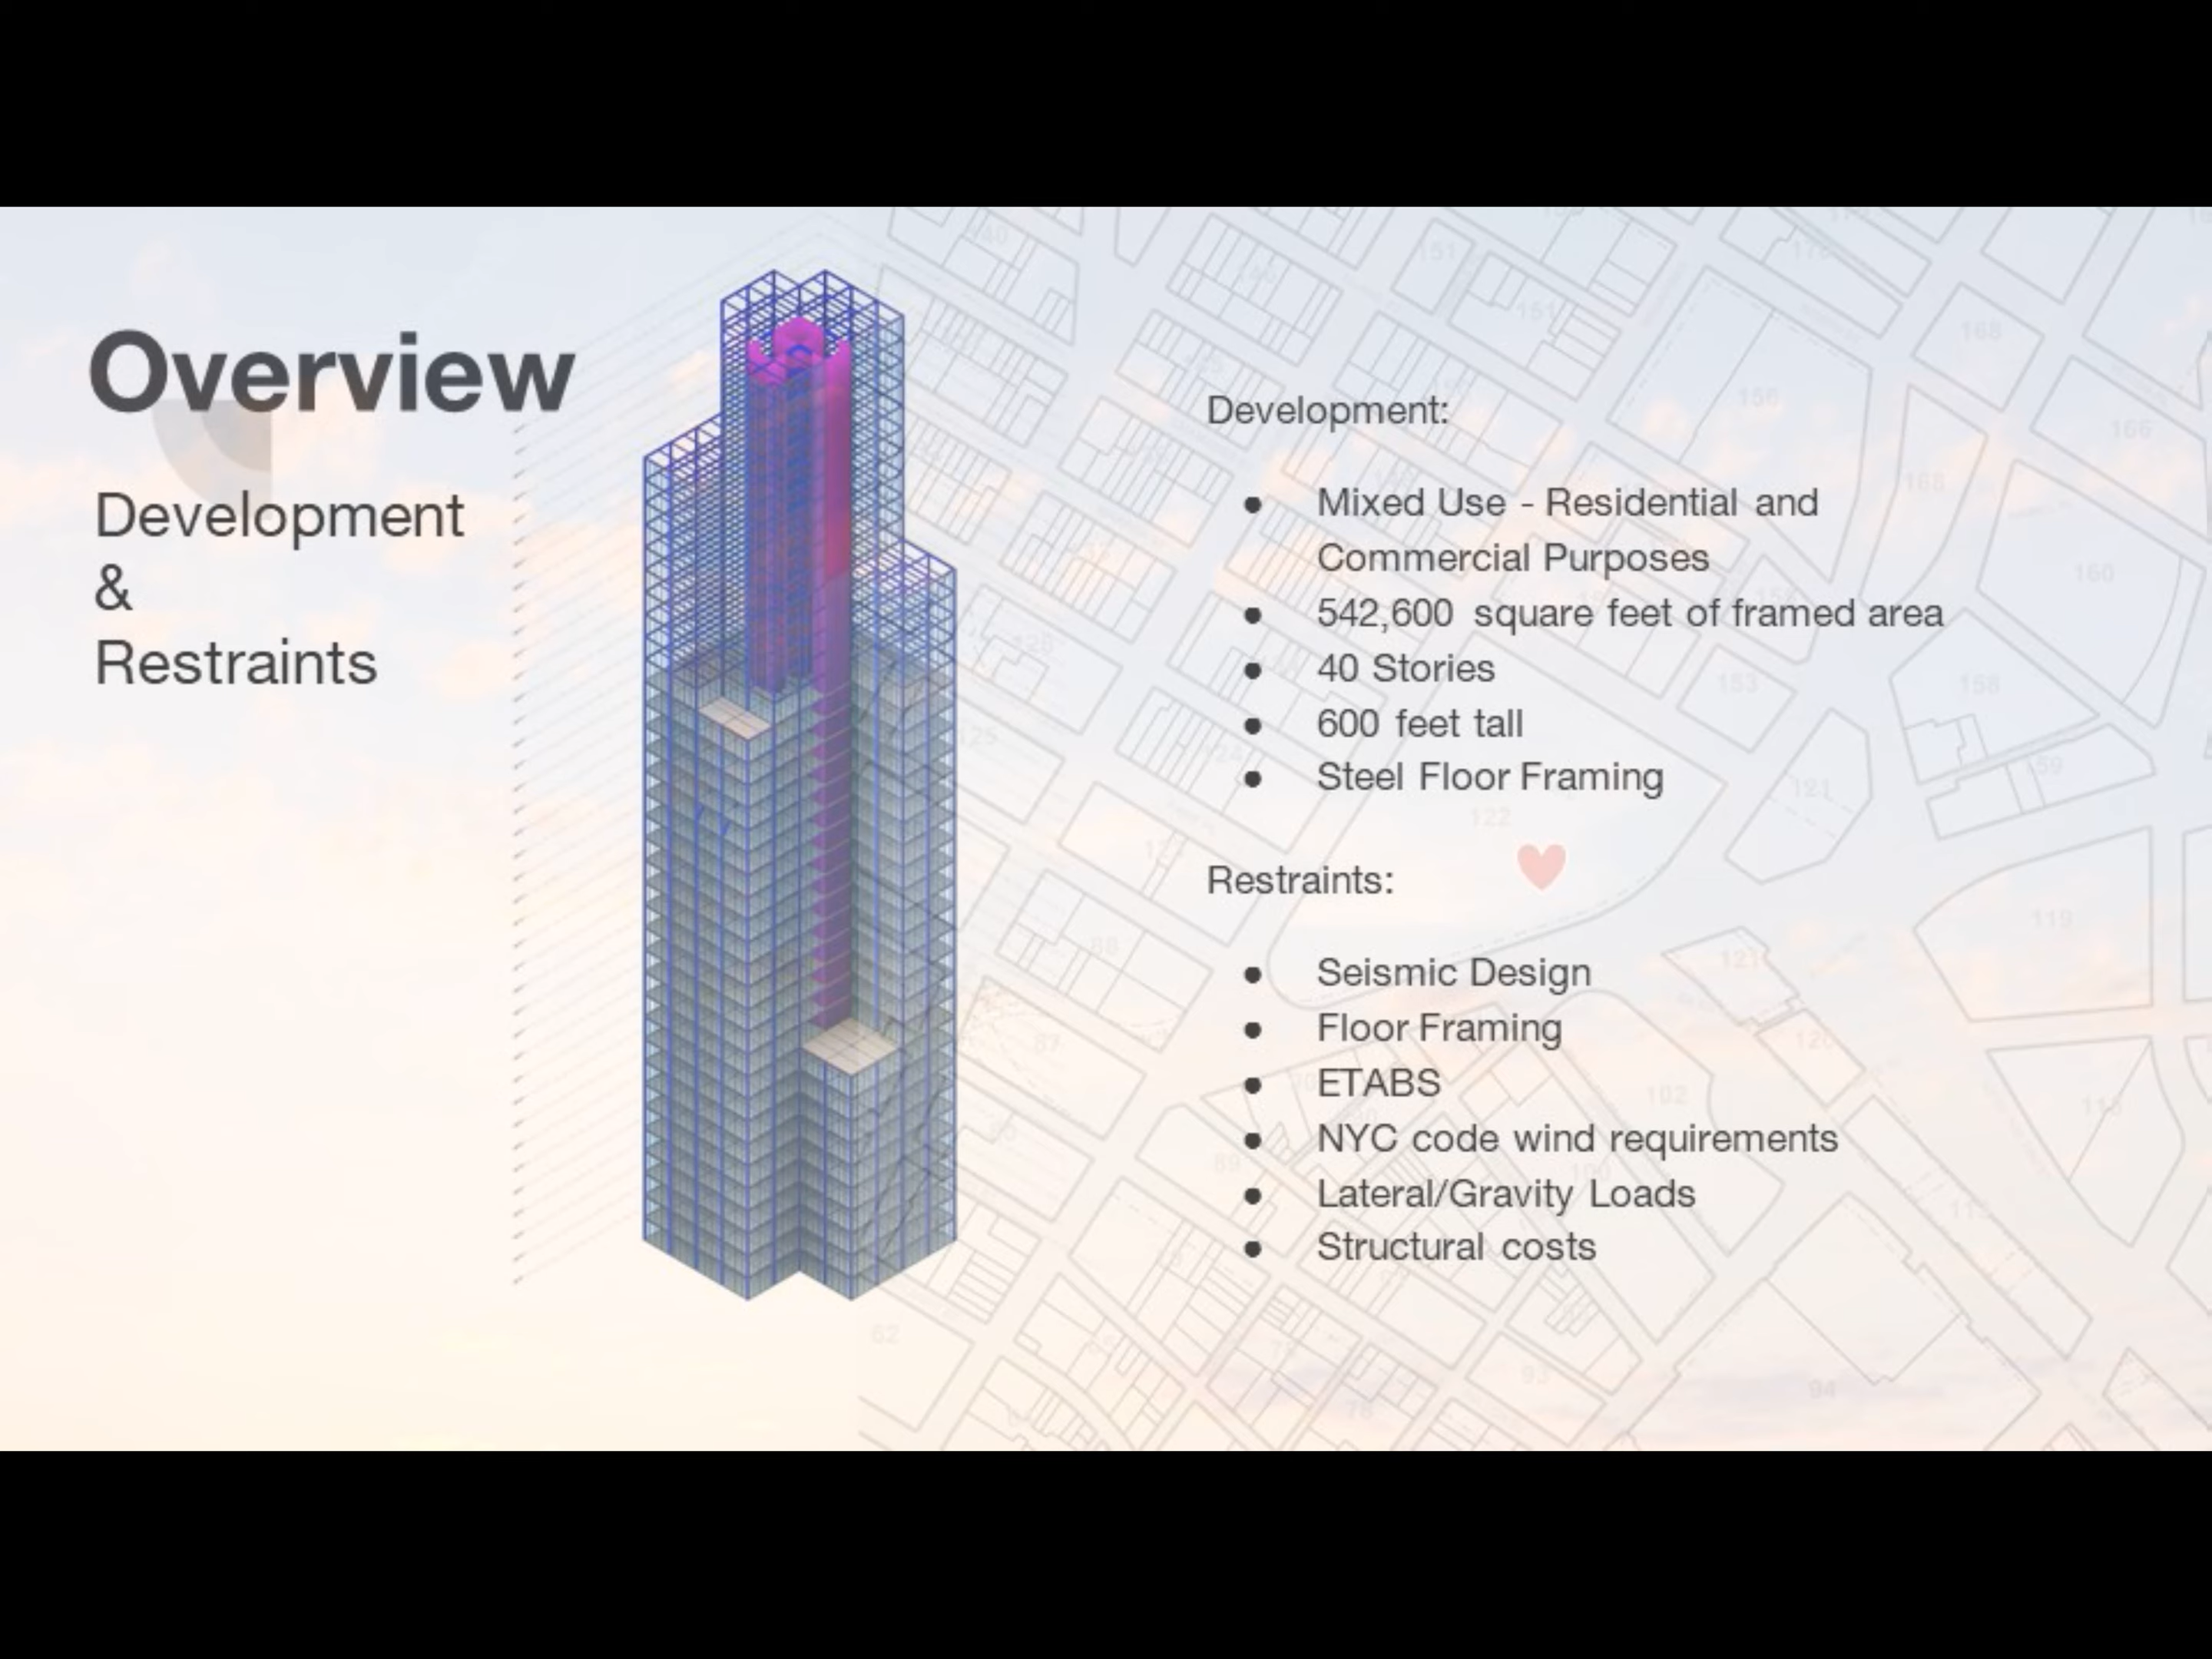 Overview
Development
&
Restraints
Development:
● Mixed Use - Residential and
Commercial Purposes
● 542,600 square feet of framed area
● 40 Stories
● 600 feet tall
● Steel Floor Framing
Restraints:
● Seismic Design
● Floor Framing
● ETABS
● NYC code wind requirements
● Lateral/Gravity Loads
● Structural costs